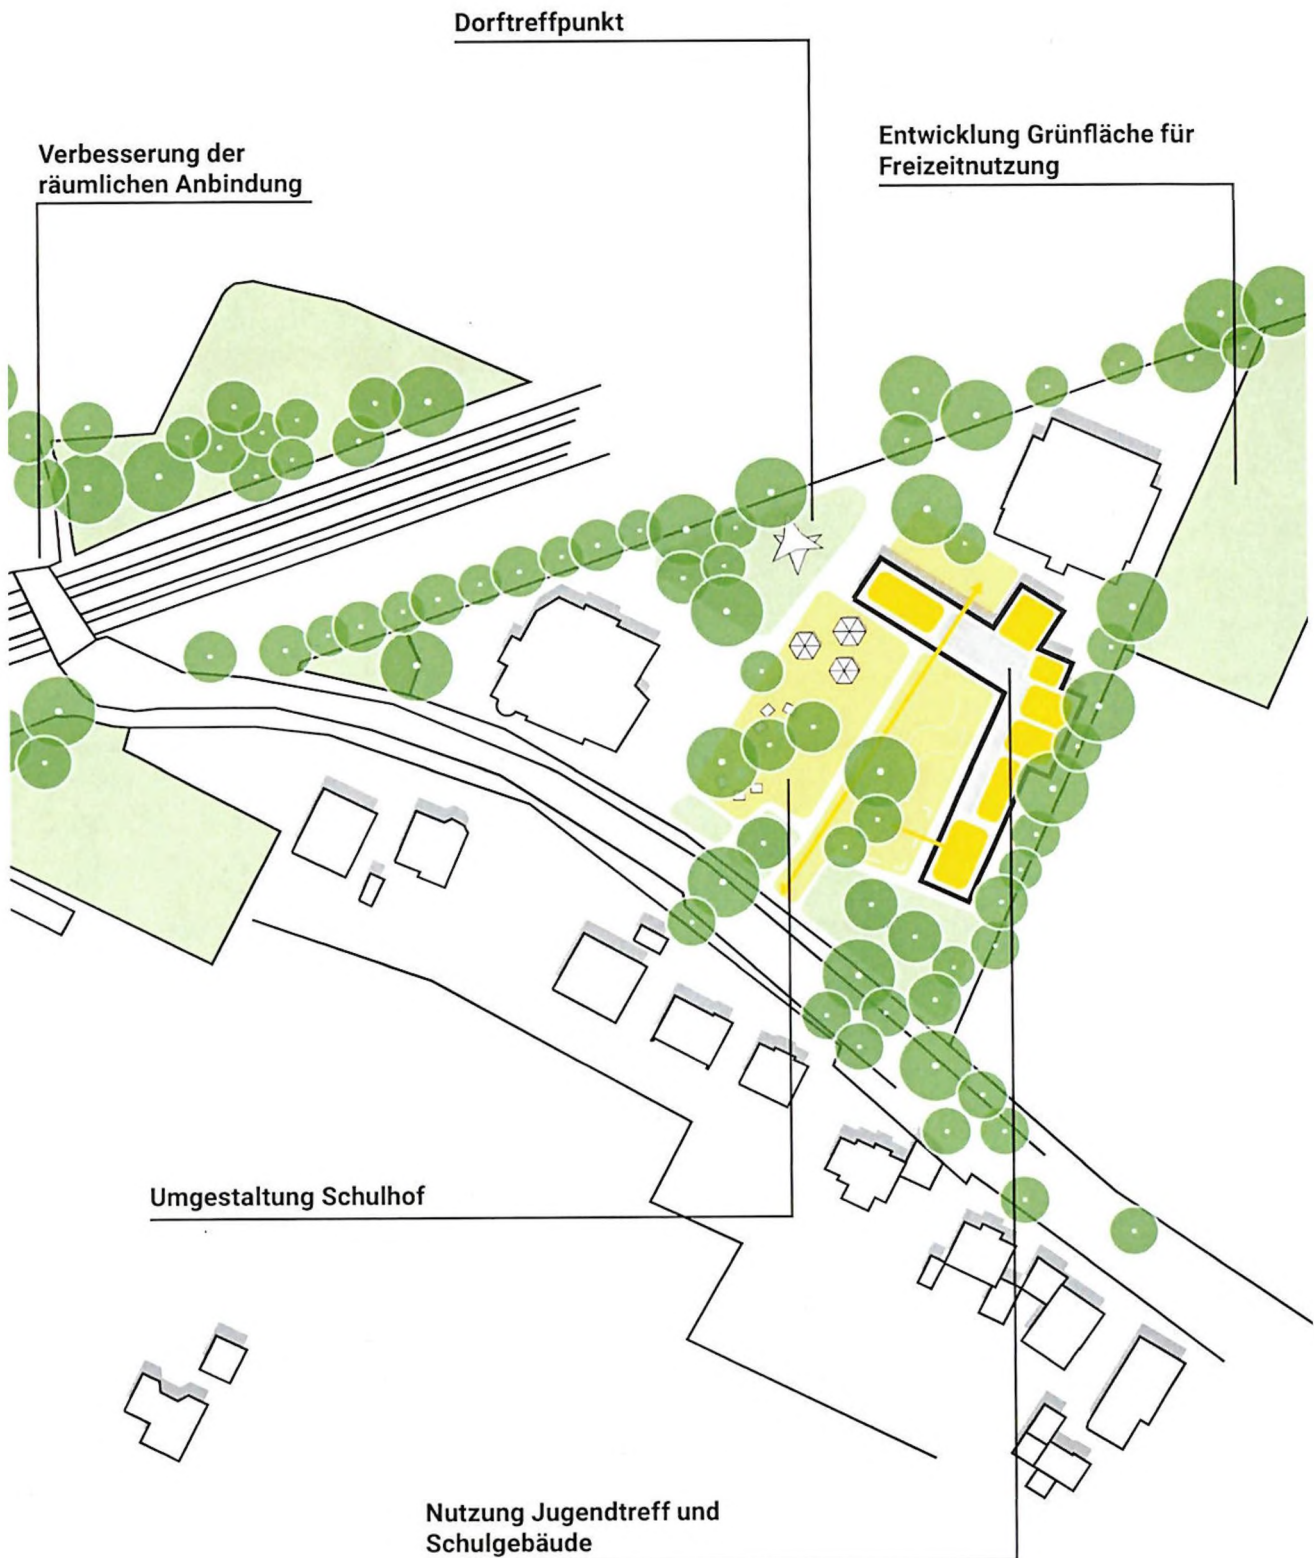 Dorftreffpunkt
Verbesserung der
räumlichen Anbindung
Entwicklung Grünfläche für
Freizeitnutzung
Umgestaltung Schulhof
Nutzung Jugendtreff und
Schulgebäude